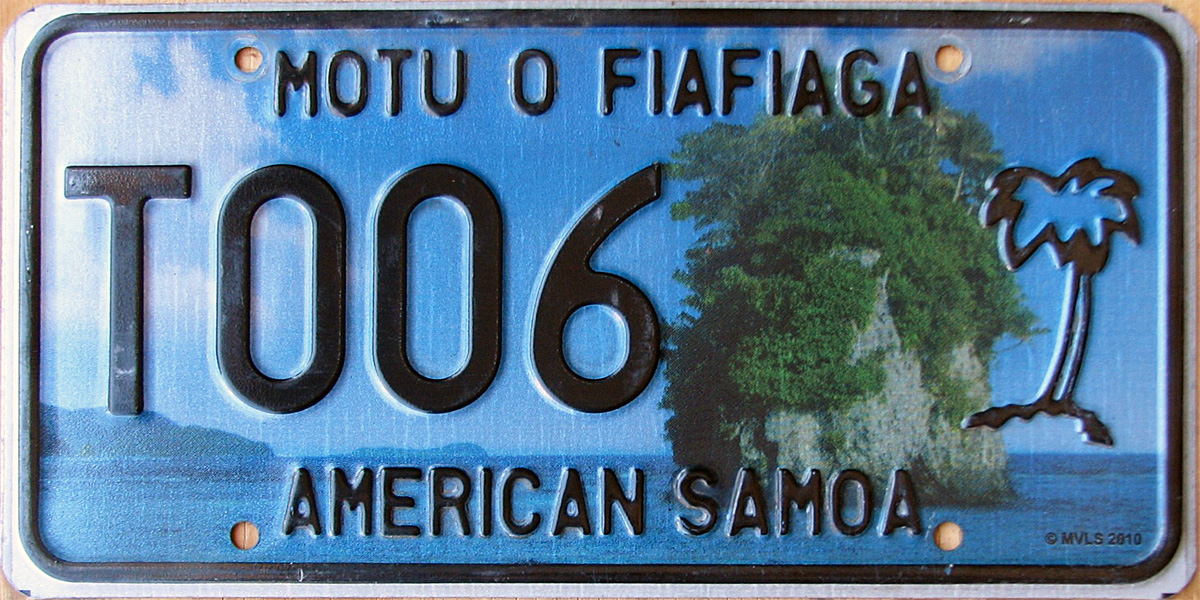 MOTU O FIAFIAGA
T006
AMERICAN SAMOA
© MVLS 2010